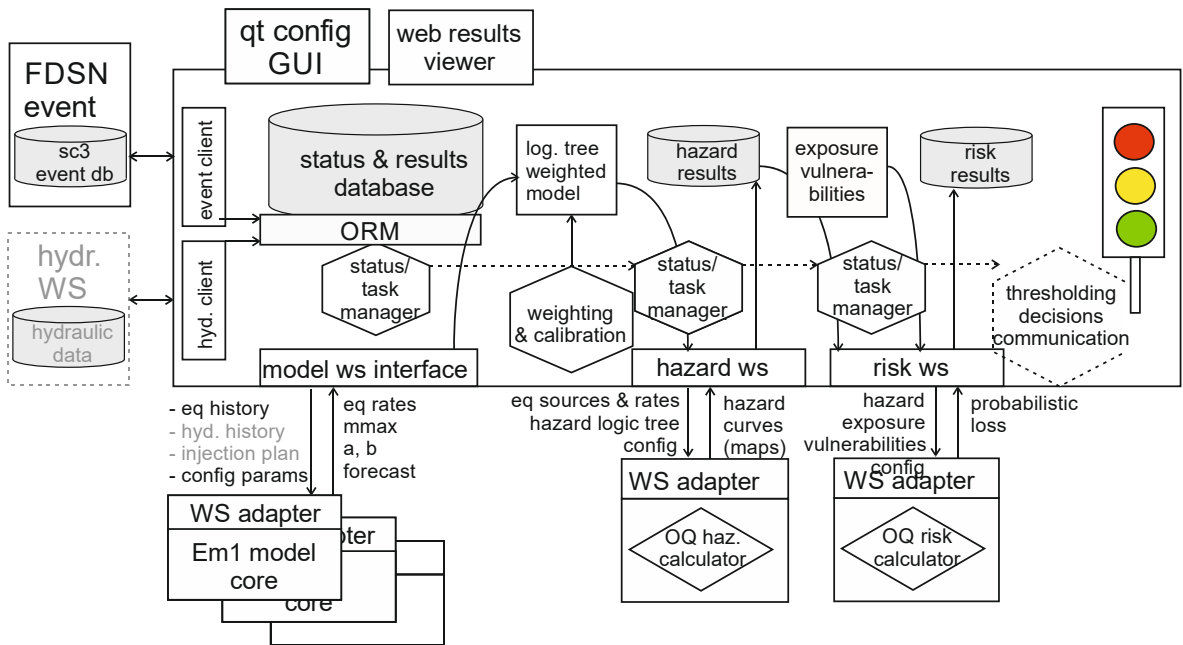 qt config
GUI
web results
viewer
FDSN
event
sc3
event db
hydr.
WS
hydraulic
data
event client
hyd. client
status & results
database
ORM
status/
task
manager
log. tree
weighted
model
weighting
& calibration
hazard
results
status/
task
manager
exposure
vulnera-
bilities
status/
task
manager
risk
results
thresholding
decisions
communication
model ws interface
hazard ws
risk ws
- eq history
- hyd. history
- injection plan
- config params
eq rates
mmax
a, b
forecast
eq sources & rates
hazard logic tree
config
hazard
curves
(maps)
hazard
exposure
vulnerabilities
config
probabilistic
loss
WS adapter
Em1 model
core
pter
core
WS adapter
OQ haz.
calculator
WS adapter
OQ risk
calculator